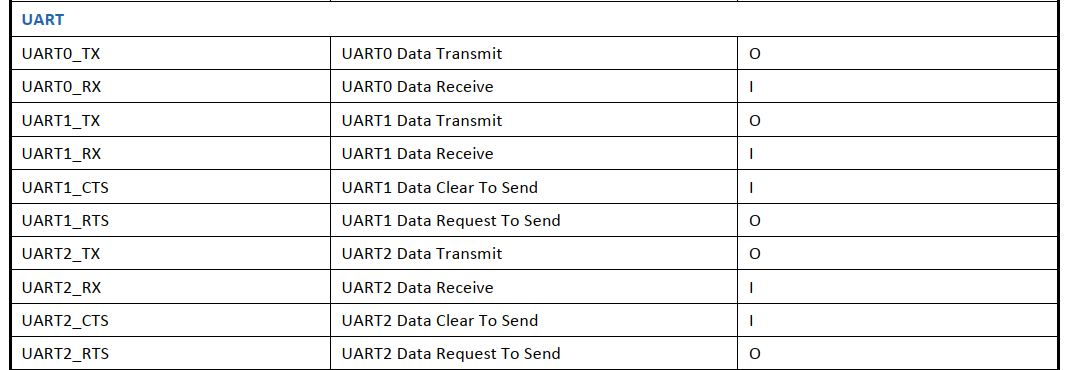 UART
UART0_TX UART0 Data Transmit O
UART0_RX UART0 Data Receive I
UART1_TX UART1 Data Transmit O
UART1_RX UART1 Data Receive I
UART1_CTS UART1 Data Clear To Send I
UART1_RTS UART1 Data Request To Send O
UART2_TX UART2 Data Transmit O
UART2_RX UART2 Data Receive I
UART2_CTS UART2 Data Clear To Send I
UART2_RTS UART2 Data Request To Send O